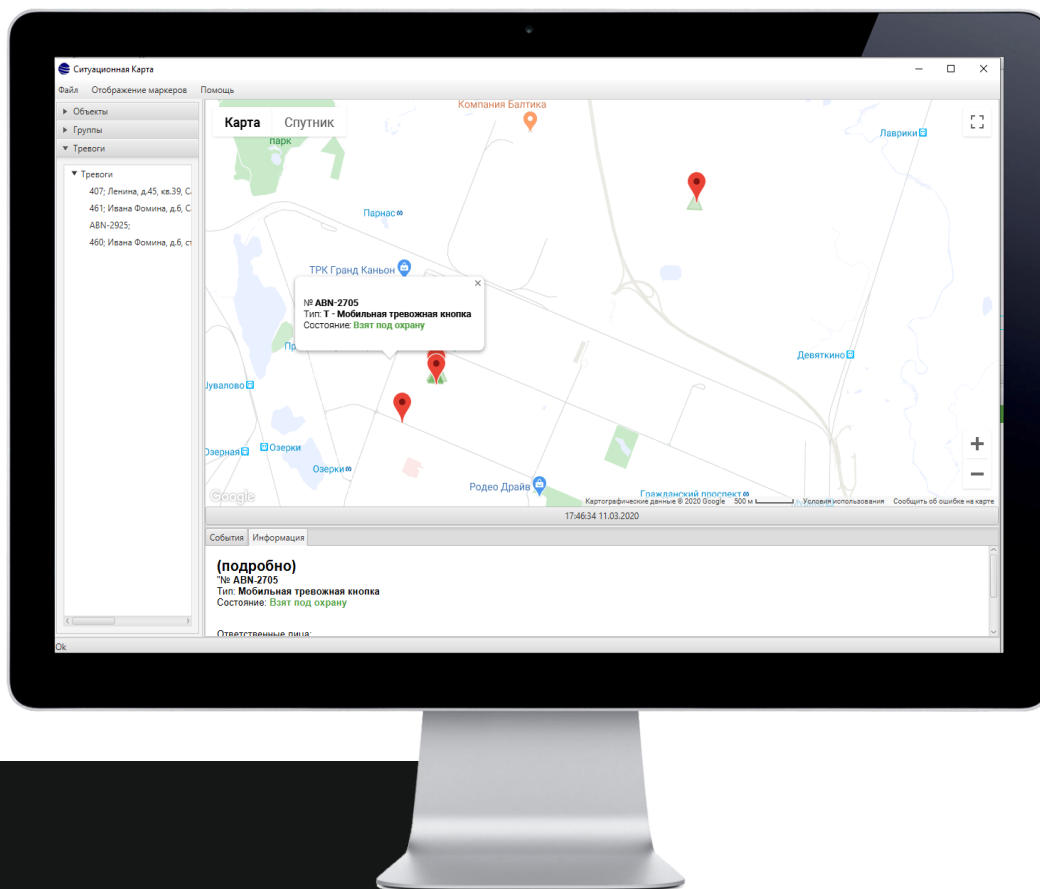 Ситуационная Карта
Файл Отображение маркеров Помощь
Объекты
Группы
Тревоги
Тревоги
407; Ленина, д.45, кв.39, С
461; Ивана Фомина, д.6, С
ABN-2925;
460; Ивана Фомина, д.6, ст
Карта Спутник
Компания Балтика
парк
Лаврики
Парнас
ТРК Гранд Каньон
№ ABN-2705
Тип: Т - Мобильная тревожная кнопка
Состояние: Взят под охрану
Пр
Девяткино
Шувалово
Озерная
Озерки
Озерки
Родео Драйв
Гражданский проспект
Google
Картографические данные © 2020 Google 500 м Условия использования Сообщить об ошибке на карте
17:46:34 11.03.2020
События Информация
(подробно)
"№ ABN-2705
Тип: Мобильная тревожная кнопка
Состояние: Взят под охрану
Ответственные лица:
Ok